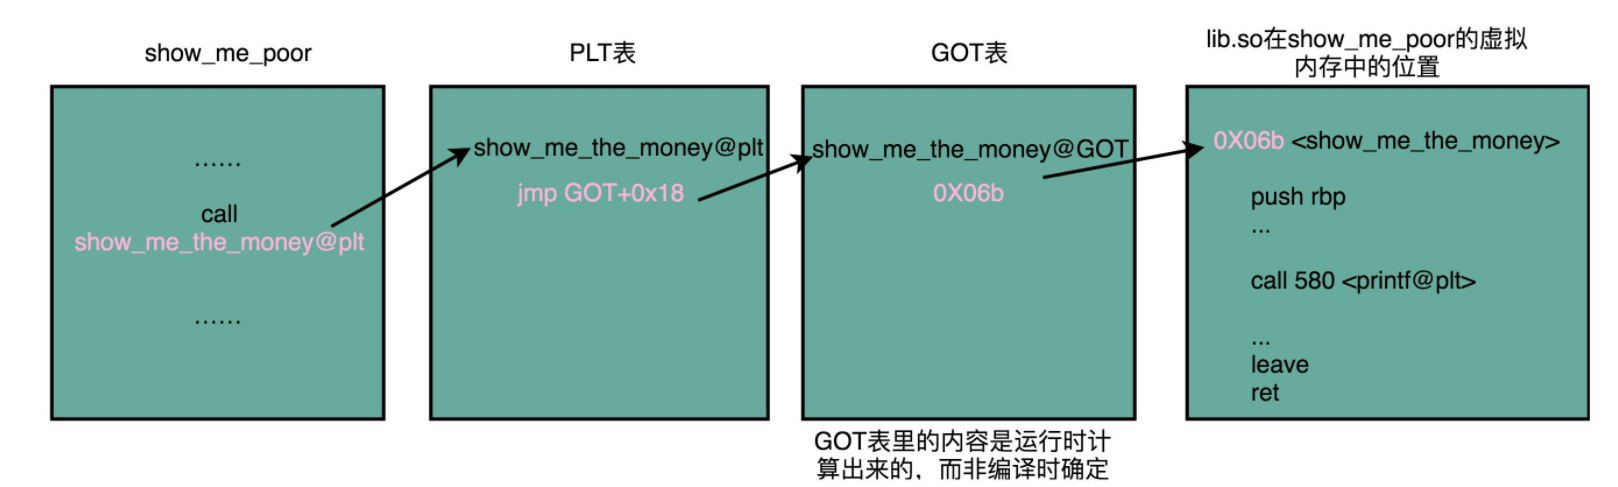 show_me_poor
……
call
show_me_the_money@plt
……
PLT表
show_me_the_money@plt
jmp GOT+0x18
GOT表
show_me_the_money@GOT
0X06b
GOT表里的内容是运行时计
算出来的，而非编译时确定
lib.so在show_me_poor的虚拟
内存中的位置
0X06b <show_me_the_money>
push rbp
...
call 580 <printf@plt>
...
leave
ret